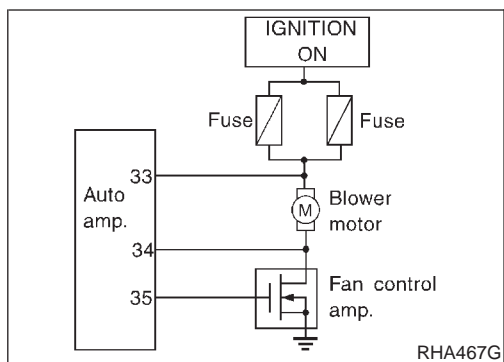 IGNITION
ON
Fuse
Fuse
33
Auto
amp.
M
Blower
motor
34
35
Fan control
amp.
RHA467G